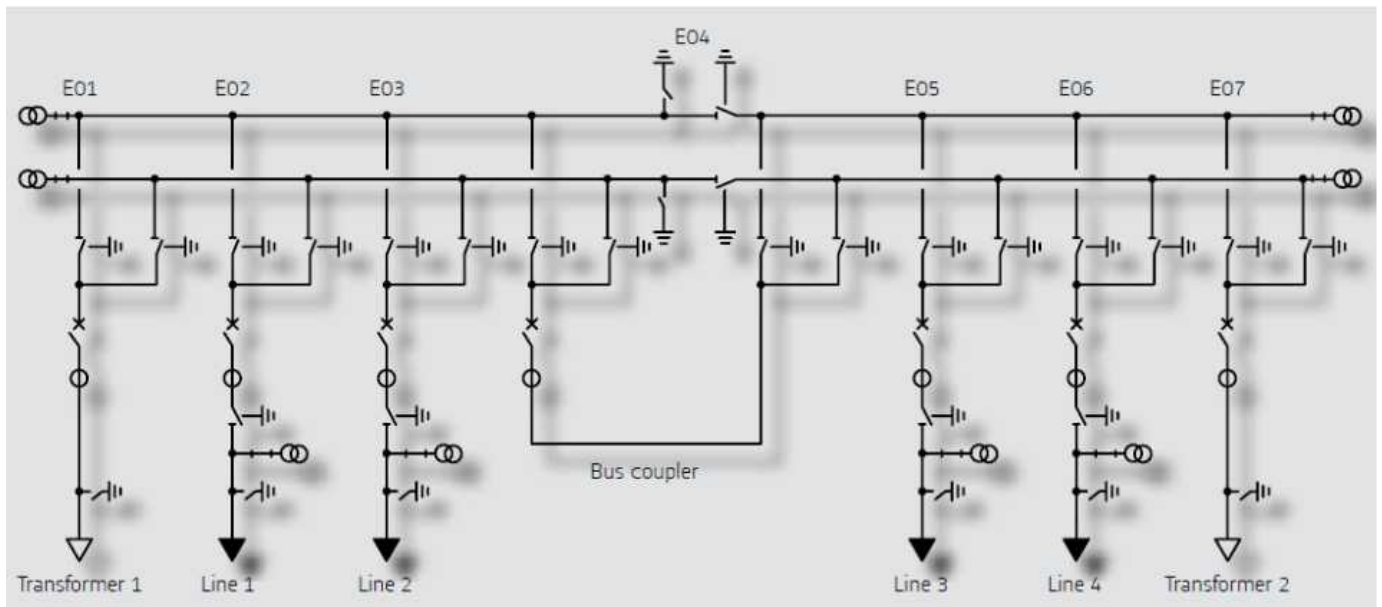 E04
E01 E02 E03 E05 E06 E07
Bus coupler
Transformer 1 Line 1 Line 2 Line 3 Line 4 Transformer 2